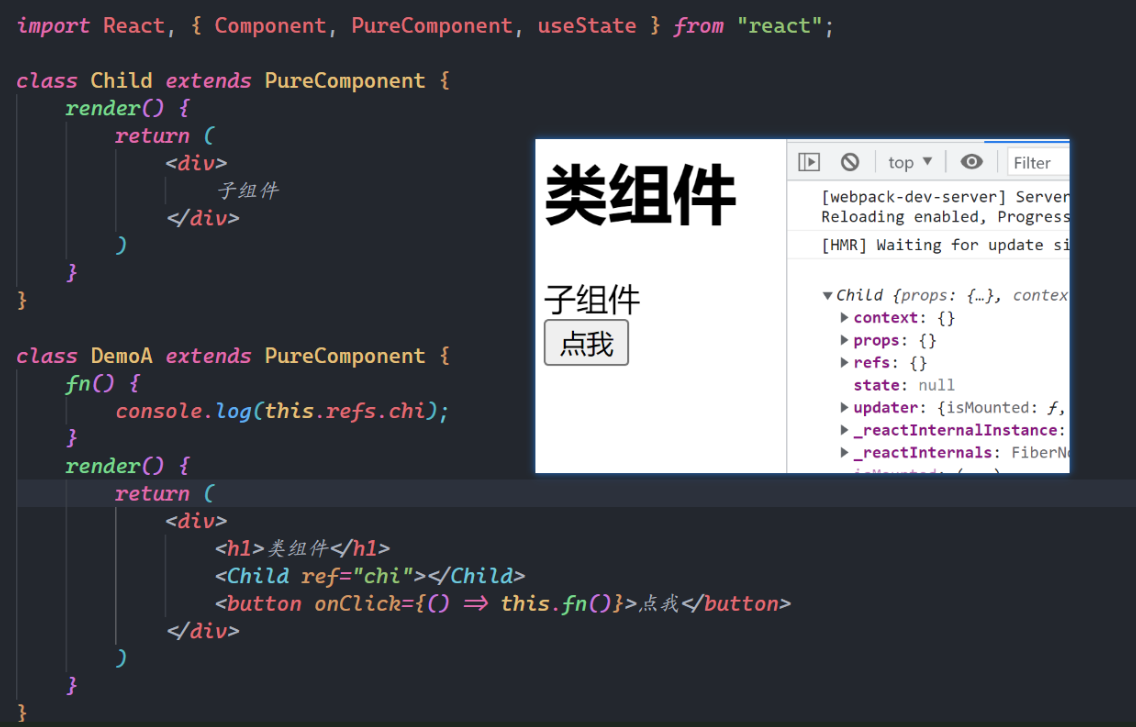 import React, { Component, PureComponent, useState } from "react";
class Child extends PureComponent {
render() {
return (
<div>
子组件
</div>
)
}
}
class DemoA extends PureComponent {
fn() {
console.log(this.refs.chi);
}
render() {
return (
<div>
<h1>类组件</h1>
<Child ref="chi"></Child>
<button onClick={() => this.fn()}>点我</button>
</div>
)
}
}
类组件
子组件
点我
top ▼ Filter
[webpack-dev-server] Server
Reloading enabled, Progress
[HMR] Waiting for update si
▼Child {props: {…}, contex
▶context: {}
▶props: {}
▶refs: {}
state: null
▶updater: {isMounted: ƒ,
▶_reactInternalInstance:
▶_reactInternals: FiberNo